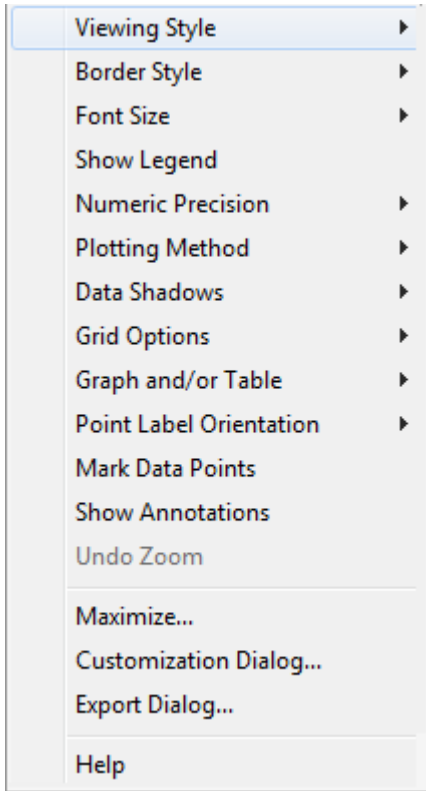 Viewing Style
Border Style
Font Size
Show Legend
Numeric Precision
Plotting Method
Data Shadows
Grid Options
Graph and/or Table
Point Label Orientation
Mark Data Points
Show Annotations
Undo Zoom
Maximize...
Customization Dialog...
Export Dialog...
Help